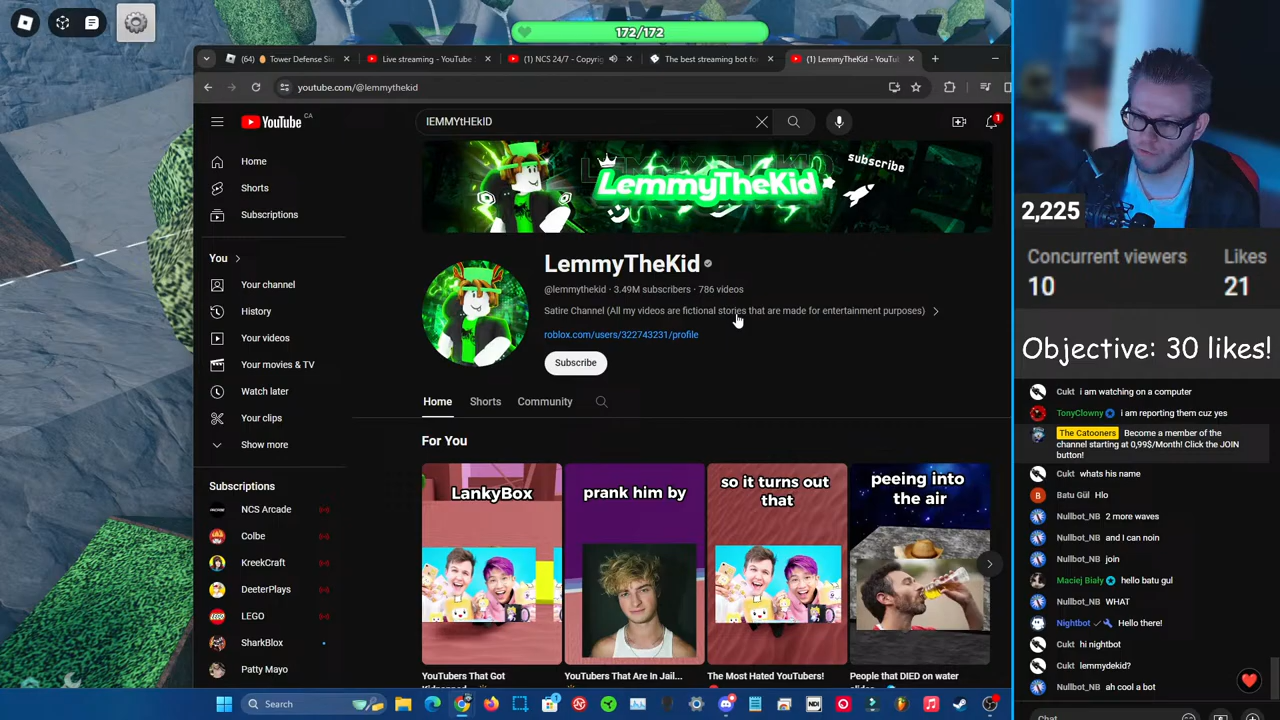 172/172
(64) 🥚 Tower Defense Sim
Live streaming - YouTube
(1) NCS 24/7 - Copyrig
The best streaming bot for
(1) LemmyTheKid - YouTu
youtube.com/@lemmythekid
YouTube CA
lEMMYtHEkID
1
Home
Shorts
Subscriptions
You
Your channel
History
Your videos
Your movies & TV
Watch later
Your clips
Show more
Subscriptions
NCS Arcade
Colbe
KreekCraft
DeeterPlays
LEGO
SharkBlox
Patty Mayo
LemmyTheKid
subscribe
LemmyTheKid
@lemmythekid · 3.49M subscribers · 786 videos
Satire Channel (All my videos are fictional stories that are made for entertainment purposes)
roblox.com/users/322743231/profile
Subscribe
Home Shorts Community
For You
LankyBox
prank him by
so it turns out
that
peeing into
the air
YouTubers That Got
YouTubers That Are In Jail...
The Most Hated YouTubers!
People that DIED on water
Search
2,225
Concurrent viewers Likes
10 21
Objective: 30 likes!
Cukt i am watching on a computer
TonyClowny i am reporting them cuz yes
The Catooners Become a member of the
channel starting at 0,99$/Month! Click the JOIN
button!
Cukt whats his name
Batu Gül Hlo
Nullbot_NB 2 more waves
Nullbot_NB and I can noin
Nullbot_NB join
Maciej Bialy hello batu gul
Nullbot_NB WHAT
Nightbot Hello there!
Cukt hi nightbot
Cukt lemmydekid?
Nullbot_NB ah cool a bot
Chat